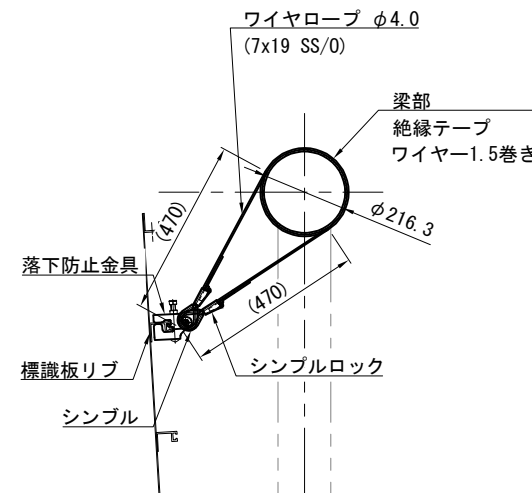 ワイヤロープ φ4.0
(7x19 SS/O)
梁部
絶縁テープ
ワイヤー1.5巻き
φ216.3
(470)
落下防止金具
(470)
標識板リブ
シンプルロック
シンブル